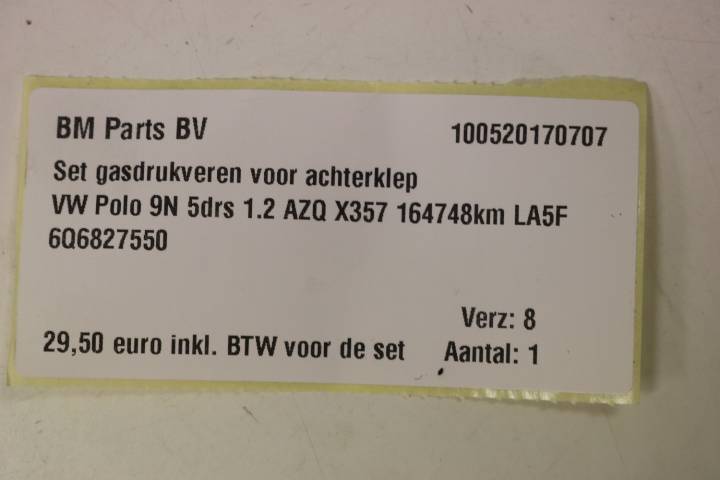 BM Parts BV 100520170707
Set gasdrukveren voor achterklep
VW Polo 9N 5drs 1.2 AZQ X357 164748km LA5F
6Q6827550
Verz: 8
29,50 euro inkl. BTW voor de set Aantal: 1